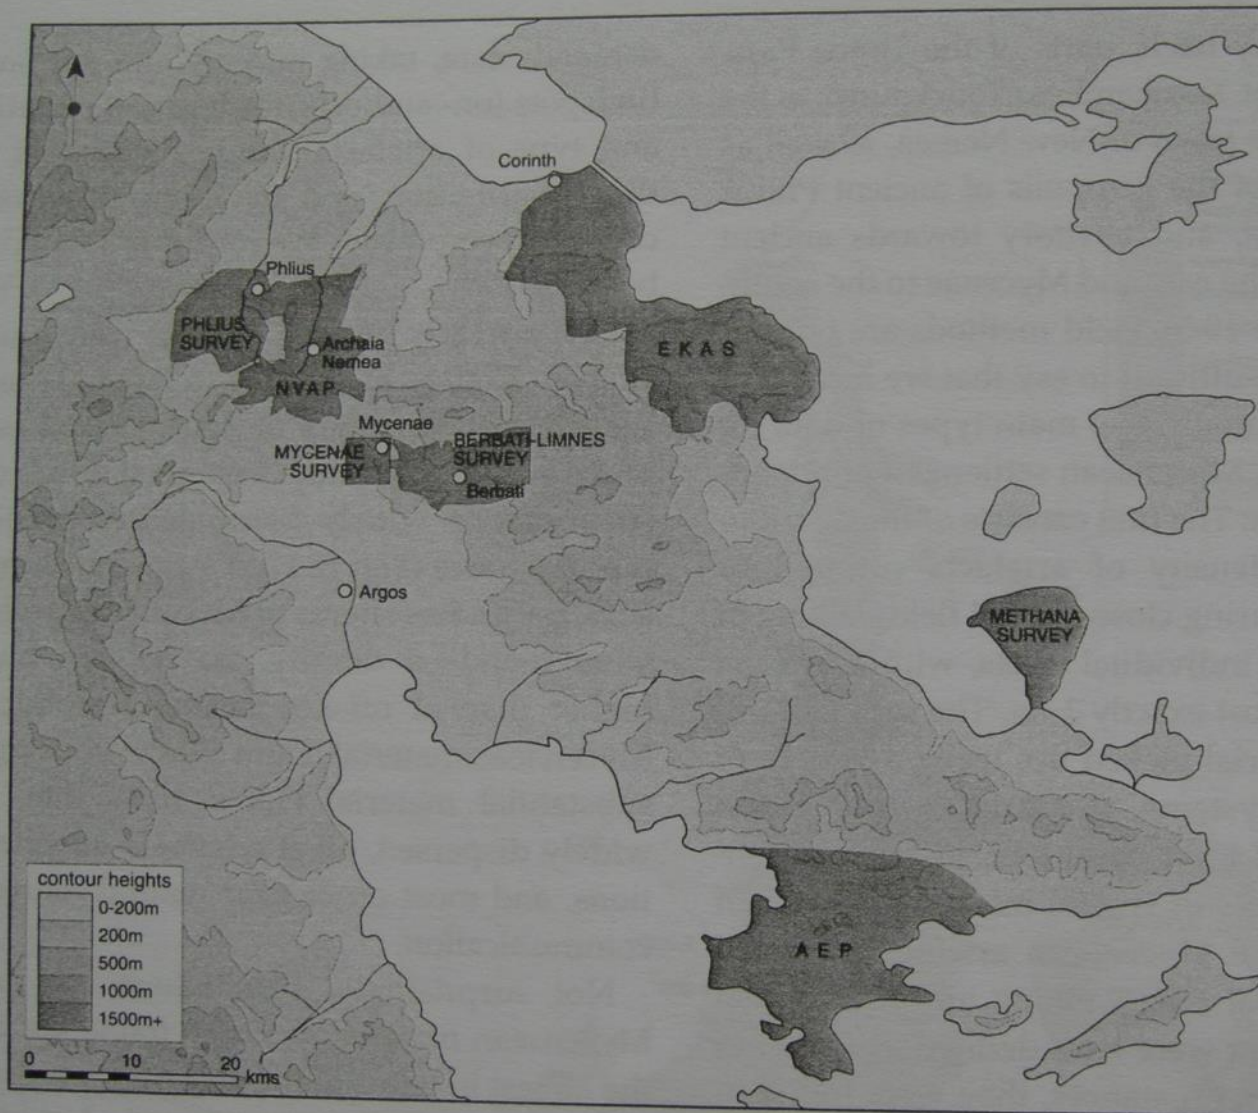 Corinth
Phlius
PHLIUS
SURVEY
Archaia
Nemea
NVAP
EKAS
Mycenae
MYCENAE
SURVEY
BERBATI-LIMNES
SURVEY
Berbati
Argos
METHANA
SURVEY
AEP
contour heights
0-200m
200m
500m
1000m
1500m+
0 10 20
kms